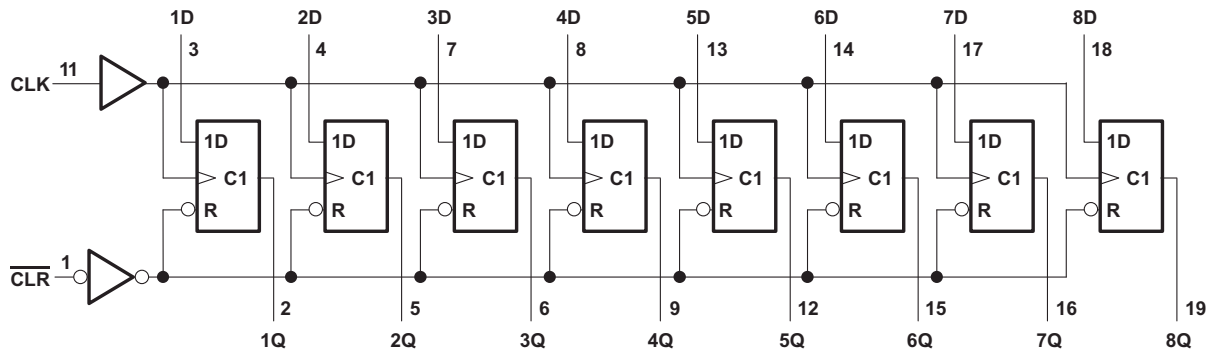 1D 2D 3D 4D 5D 6D 7D 8D
3 4 7 8 13 14 17 18
CLK 11
1D 1D 1D 1D 1D 1D 1D 1D
C1 C1 C1 C1 C1 C1 C1 C1
R R R R R R R R
CLR 1
2 5 6 9 12 15 16 19
1Q 2Q 3Q 4Q 5Q 6Q 7Q 8Q